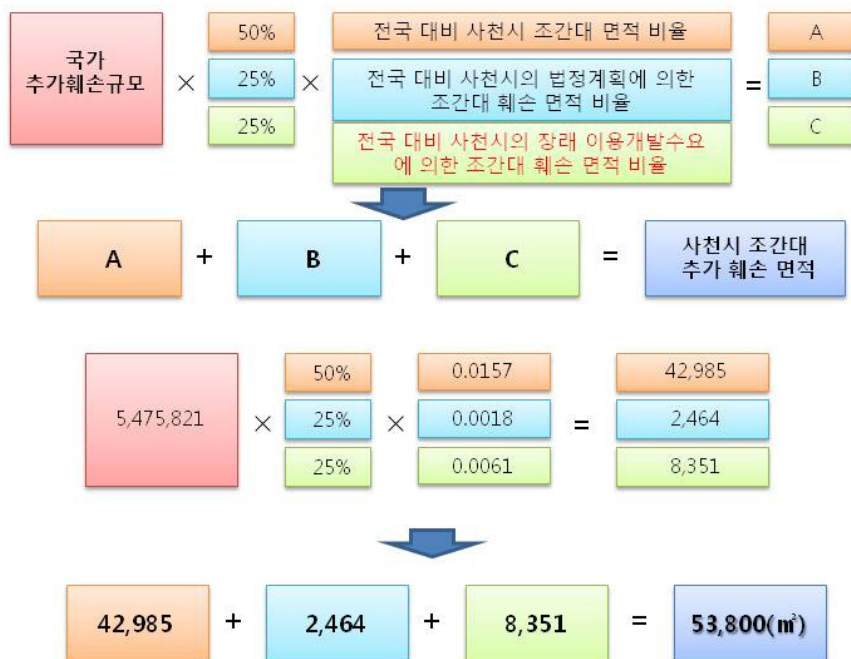 국가
추가훼손규모
×
50%
25%
25%
×
전국 대비 사천시 조간대 면적 비율
전국 대비 사천시의 법정계획에 의한
조간대 훼손 면적 비율
전국 대비 사천시의 장래 이용개발수요
에 의한 조간대 훼손 면적 비율
=
A
B
C
A + B + C = 사천시 조간대
추가 훼손 면적
5,475,821
×
50%
25%
25%
×
0.0157
0.0018
0.0061
=
42,985
2,464
8,351
42,985 + 2,464 + 8,351 = 53,800(㎡)